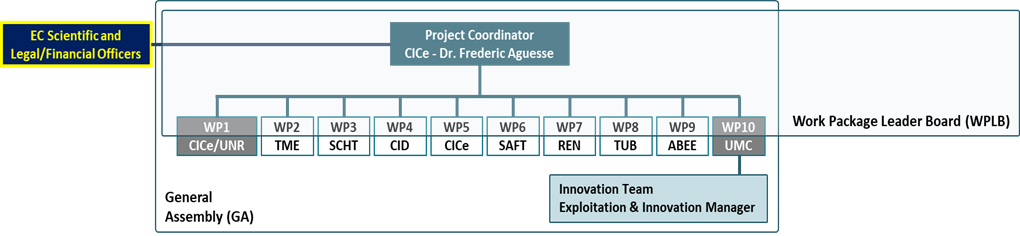 EC Scientific and
Legal/Financial Officers
Project Coordinator
CICe - Dr. Frederic Aguesse
WP1 WP2 WP3 WP4 WP5 WP6 WP7 WP8 WP9 WP10
CICe/UNR TME SCHT CID CICe SAFT REN TUB ABEE UMC
Work Package Leader Board (WPLB)
Innovation Team
Exploitation & Innovation Manager
General
Assembly (GA)